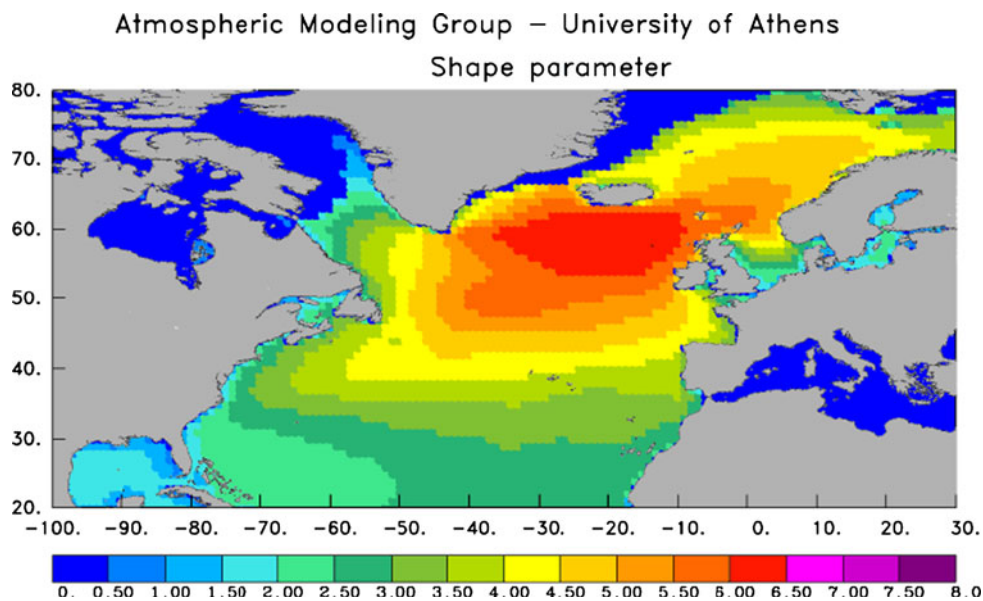 Atmospheric Modeling Group – University of Athens
Shape parameter
80.
70.
60.
50.
40.
30.
20.
-100. -90. -80. -70. -60. -50. -40. -30. -20. -10. 0. 10. 20. 30.
0. 0.50 1.00 1.50 2.00 2.50 3.00 3.50 4.00 4.50 5.00 5.50 6.00 6.50 7.00 7.50 8.0